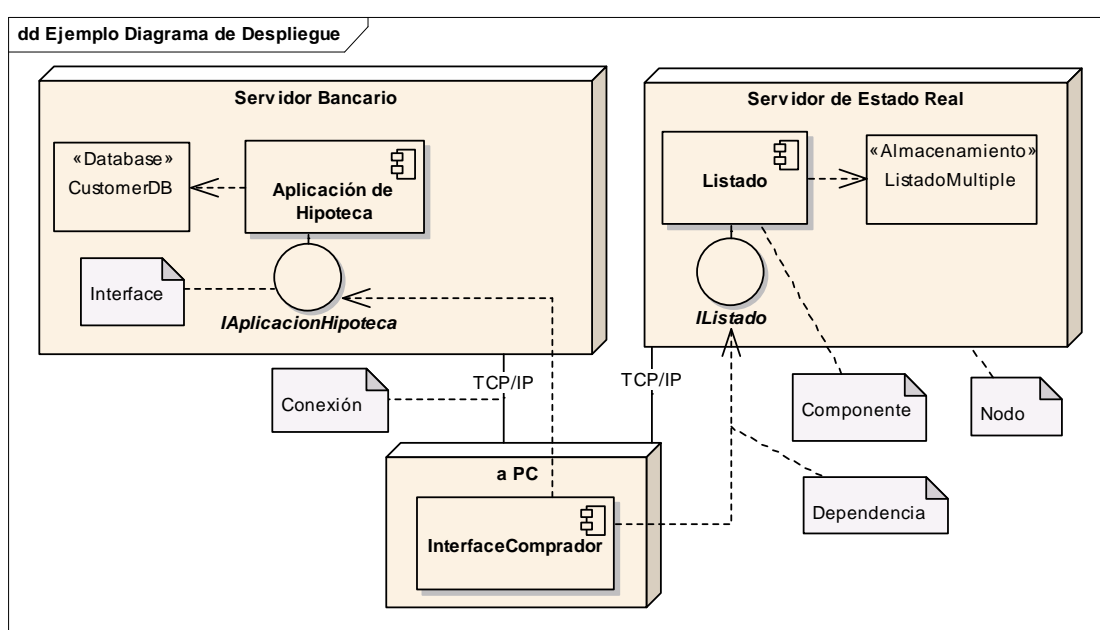 dd Ejemplo Diagrama de Despliegue
Servidor Bancario
«Database»
CustomerDB
Aplicación de
Hipoteca
Interface
IAplicacionHipoteca
Servidor de Estado Real
Listado
«Almacenamiento»
ListadoMultiple
IListado
TCP/IP
TCP/IP
Conexión
Componente
Nodo
Dependencia
a PC
InterfaceComprador